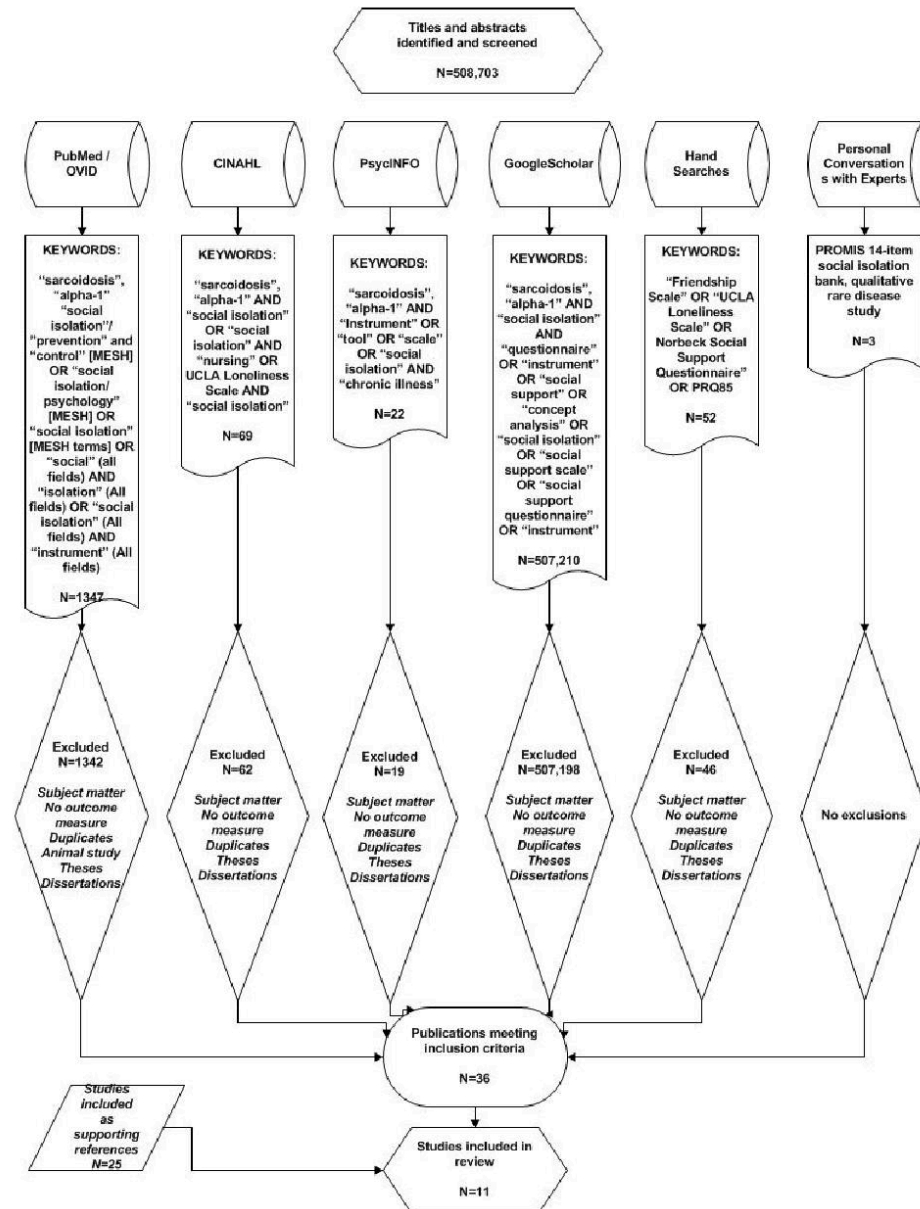 Titles and abstracts
identified and screened
N=508,703
PubMed /
OVID
CINAHL
PsycINFO
GoogleScholar
Hand
Searches
Personal
Conversation
s with Experts
KEYWORDS:
“sarcoidosis”,
“alpha-1”
“social
isolation”/
“prevention” and
“control” [MESH]
OR “social
isolation/
psychology”
[MESH] OR
“social isolation”
[MESH terms] OR
“social” (all
fields) AND
“isolation” (All
fields) OR “social
isolation” (All
fields) AND
“instrument” (All
fields)
N=1347
KEYWORDS:
“sarcoidosis”,
“alpha-1” AND
“social isolation”
OR “social
isolation” AND
“nursing” OR
UCLA Loneliness
Scale AND
“social isolation”
N=69
KEYWORDS:
“sarcoidosis”,
“alpha-1” AND
“Instrument” OR
“tool” OR “scale”
OR “social
isolation” AND
“chronic illness”
N=22
KEYWORDS:
“sarcoidosis”,
“alpha-1” AND
“social isolation”
AND
“questionnaire”
OR “instrument”
OR “social
support” OR
“concept
analysis” OR
“social isolation
OR “social
support scale”
OR “social
support
questionnaire”
OR “instrument”
N=507,210
KEYWORDS:
“Friendship
Scale” OR “UCLA
Loneliness
Scale” OR
Norbeck Social
Support
Questionnaire”
OR PRQ85
N=52
PROMIS 14-item
social isolation
bank, qualitative
rare disease
study
N=3
Excluded
N=1342
Subject matter
No outcome
measure
Duplicates
Animal study
Theses
Dissertations
Excluded
N=62
Subject matter
No outcome
measure
Duplicates
Theses
Dissertations
Excluded
N=19
Subject matter
No outcome
measure
Duplicates
Theses
Dissertations
Excluded
N=507,198
Subject matter
No outcome
measure
Duplicates
Theses
Dissertations
Excluded
N=46
Subject matter
No outcome
measure
Duplicates
Theses
Dissertations
No exclusions
Publications meeting
inclusion criteria
N=36
Studies
included
as
supporting
references
N=25
Studies included in
review
N=11